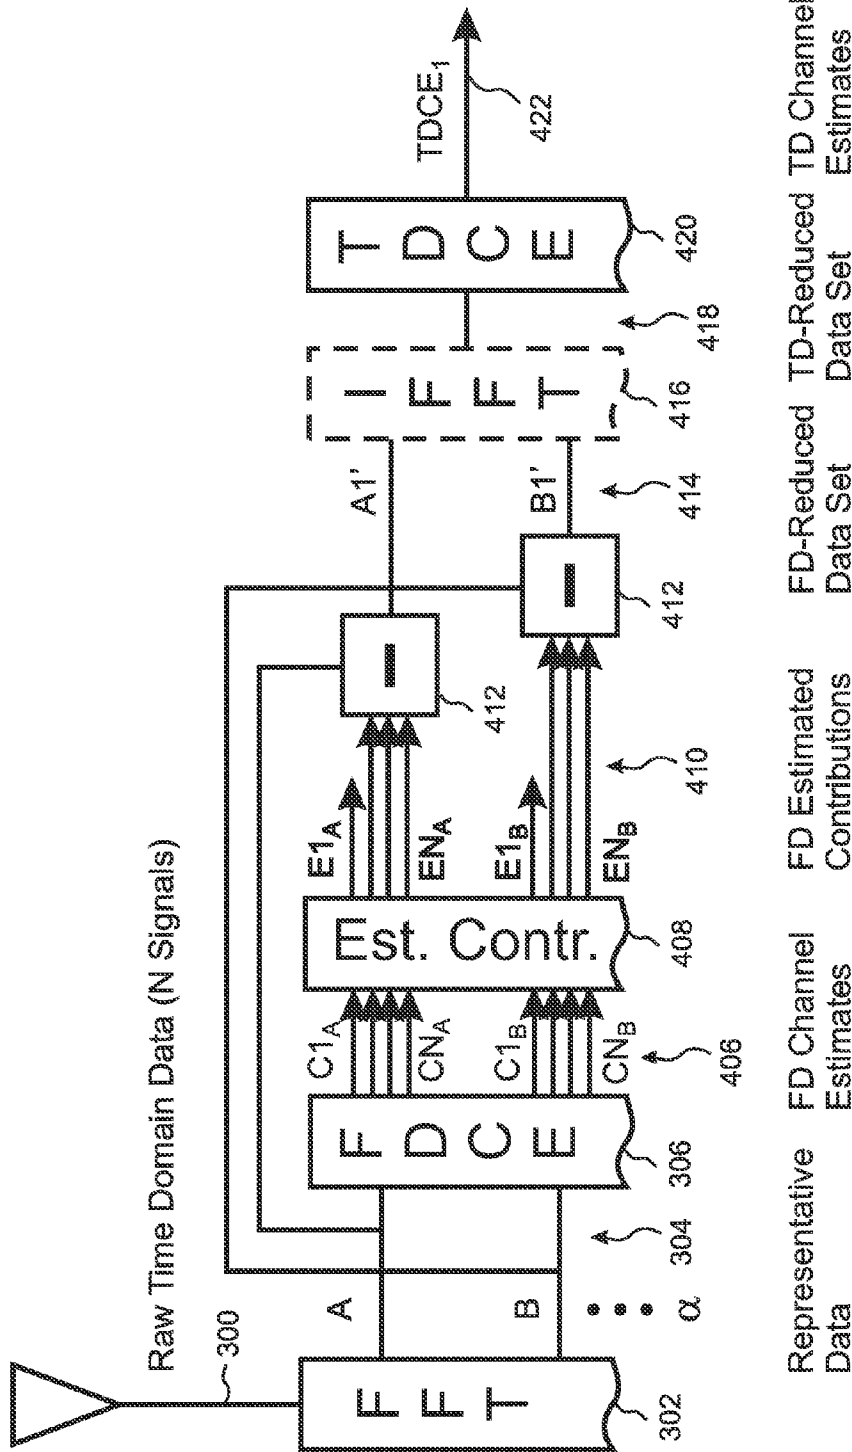 Raw Time Domain Data (N Signals)
300
FFT
302
A
B
α
304
FDCE
306
C1A
CNA
C1B
CNB
406
Est. Contr.
408
E1A
ENA
E1B
ENB
410
–
412
–
412
A1'
B1'
414
IFFT
416
418
TDCE
420
TDCE1
422
Representative
Data
FD Channel
Estimates
FD Estimated
Contributions
FD-Reduced
Data Set
TD-Reduced
Data Set
TD Channel
Estimates